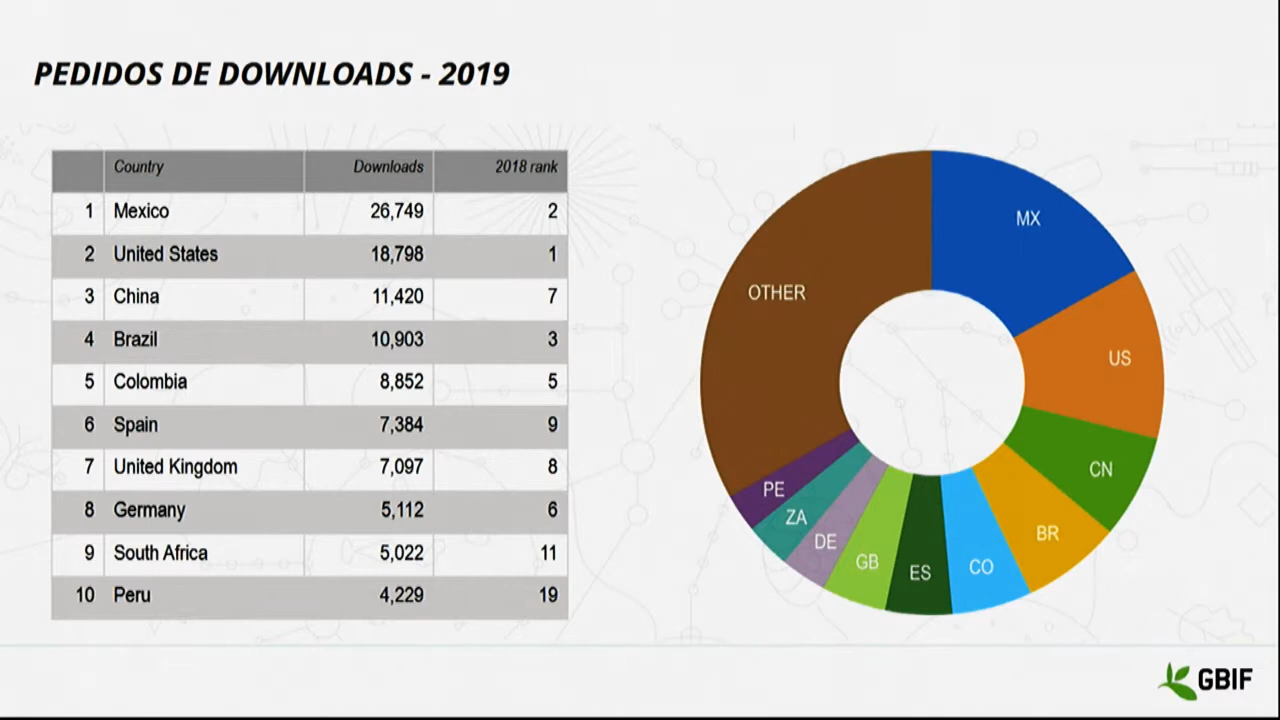 PEDIDOS DE DOWNLOADS - 2019
Country Downloads 2018 rank
1 Mexico 26,749 2
2 United States 18,798 1
3 China 11,420 7
4 Brazil 10,903 3
5 Colombia 8,852 5
6 Spain 7,384 9
7 United Kingdom 7,097 8
8 Germany 5,112 6
9 South Africa 5,022 11
10 Peru 4,229 19
MX
US
CN
BR
CO
ES
GB
DE
ZA
PE
OTHER
GBIF